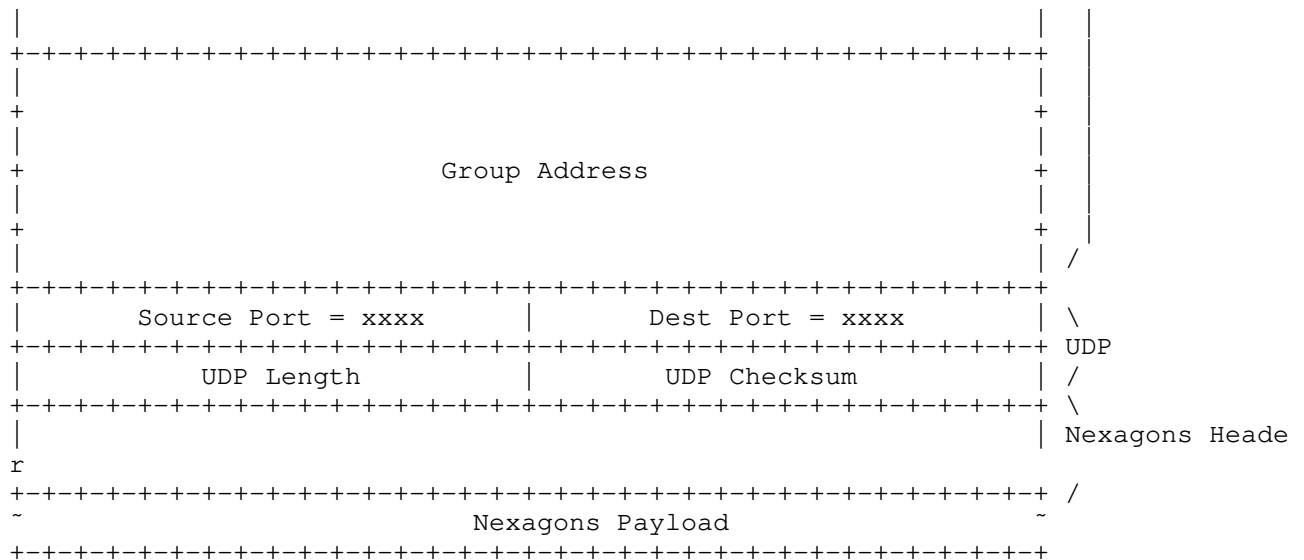 |                                                               | |
+-+-+-+-+-+-+-+-+-+-+-+-+-+-+-+-+-+-+-+-+-+-+-+-+-+-+-+-+-+-+-+-+  |
|                                                               |  |
+                                                               +  |
|                                                               |  |
+                          Group Address                        +  |
|                                                               |  |
+                                                               +  |
|                                                               | /
+-+-+-+-+-+-+-+-+-+-+-+-+-+-+-+-+-+-+-+-+-+-+-+-+-+-+-+-+-+-+-+-+
|       Source Port = xxxx      |       Dest Port = xxxx        | \
+-+-+-+-+-+-+-+-+-+-+-+-+-+-+-+-+-+-+-+-+-+-+-+-+-+-+-+-+-+-+-+-+ UDP
|           UDP Length          |        UDP Checksum           | /
+-+-+-+-+-+-+-+-+-+-+-+-+-+-+-+-+-+-+-+-+-+-+-+-+-+-+-+-+-+-+-+-+ \
|                                                               | Nexagons Heade
r
+-+-+-+-+-+-+-+-+-+-+-+-+-+-+-+-+-+-+-+-+-+-+-+-+-+-+-+-+-+-+-+-+ /
~                            Nexagons Payload                   ~
+-+-+-+-+-+-+-+-+-+-+-+-+-+-+-+-+-+-+-+-+-+-+-+-+-+-+-+-+-+-+-+-+